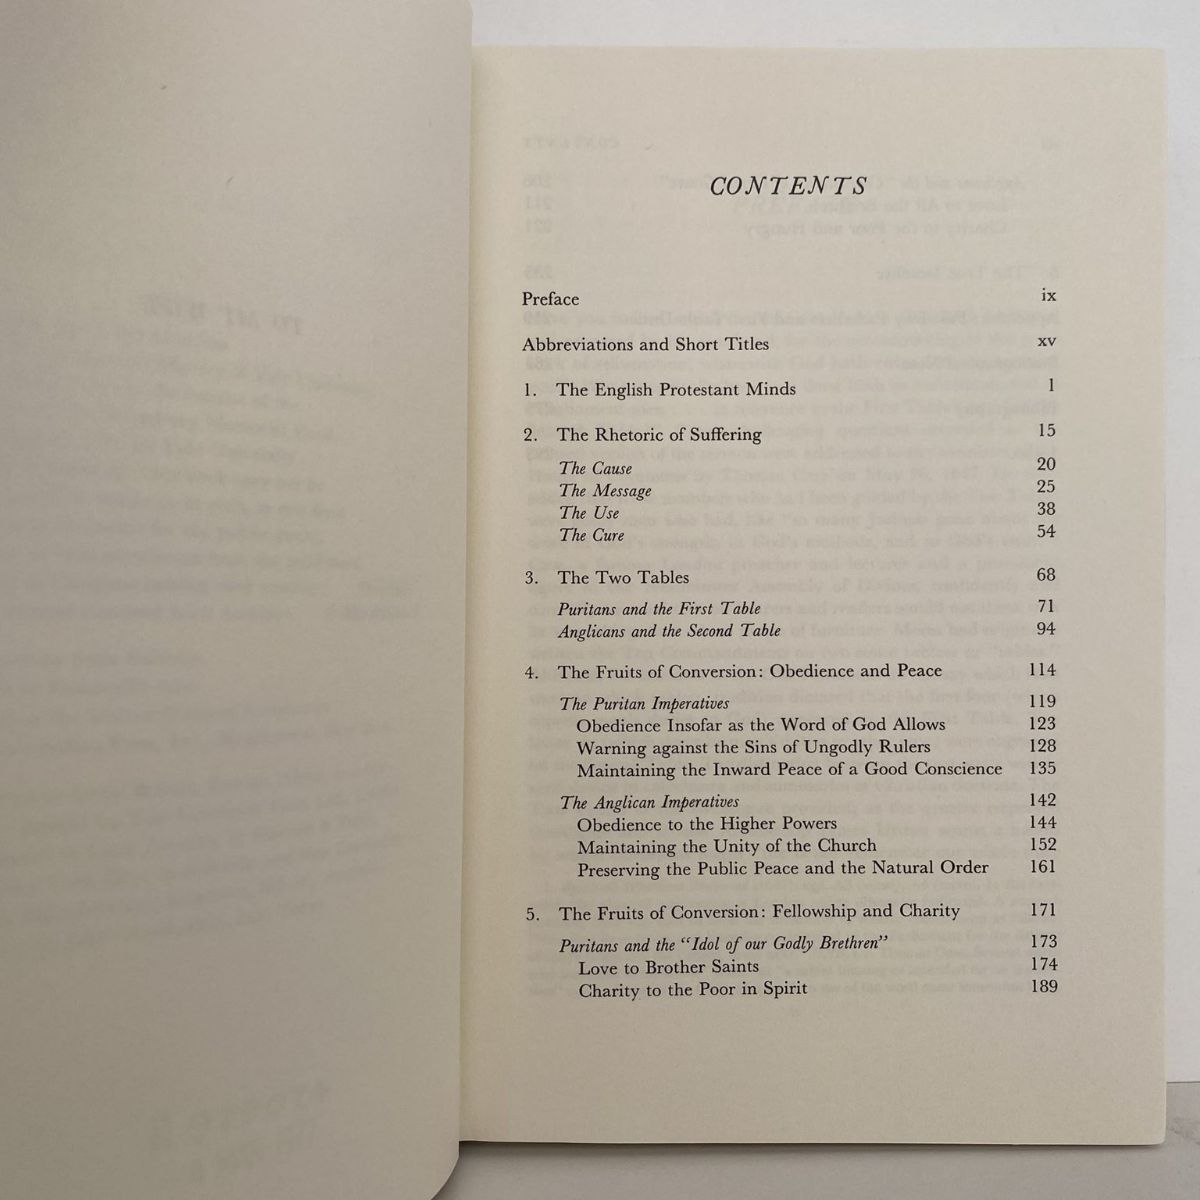 CONTENTS
Preface ix
Abbreviations and Short Titles xv
1. The English Protestant Minds 1
2. The Rhetoric of Suffering 15
The Cause 20
The Message 25
The Use 38
The Cure 54
3. The Two Tables 68
Puritans and the First Table 71
Anglicans and the Second Table 94
4. The Fruits of Conversion: Obedience and Peace 114
The Puritan Imperatives 119
Obedience Insofar as the Word of God Allows 123
Warning against the Sins of Ungodly Rulers 128
Maintaining the Inward Peace of a Good Conscience 135
The Anglican Imperatives 142
Obedience to the Higher Powers 144
Maintaining the Unity of the Church 152
Preserving the Public Peace and the Natural Order 161
5. The Fruits of Conversion: Fellowship and Charity 171
Puritans and the “Idol of our Godly Brethren” 173
Love to Brother Saints 174
Charity to the Poor in Spirit 189